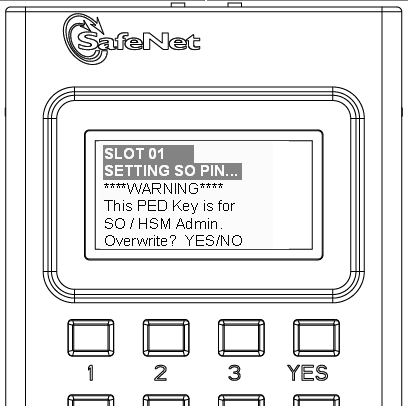 SafeNet
SLOT 01
SETTING SO PIN...
****WARNING****
This PED Key is for
SO / HSM Admin.
Overwrite? YES/NO
1 2 3 YES